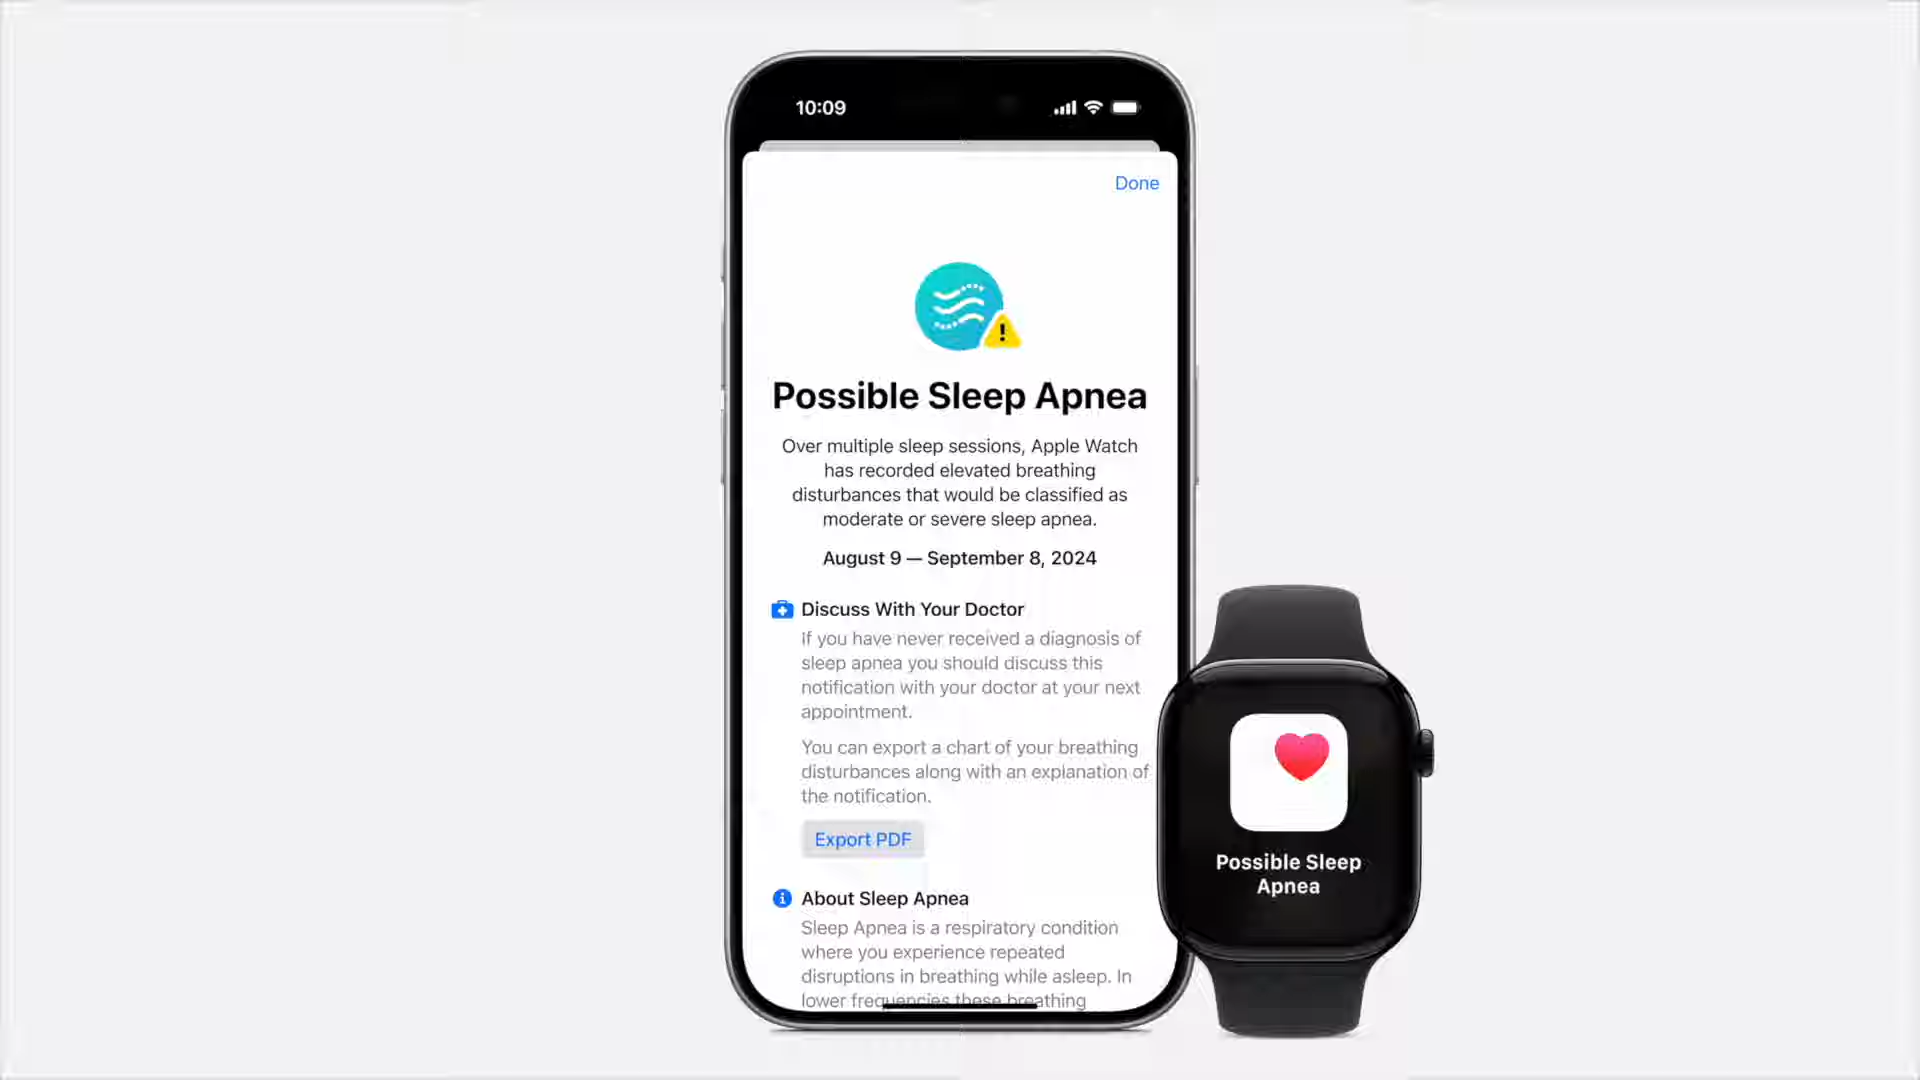 10:09
Done
Possible Sleep Apnea
Over multiple sleep sessions, Apple Watch
has recorded elevated breathing
disturbances that would be classified as
moderate or severe sleep apnea.
August 9 — September 8, 2024
Discuss With Your Doctor
If you have never received a diagnosis of
sleep apnea you should discuss this
notification with your doctor at your next
appointment.
You can export a chart of your breathing
disturbances along with an explanation of
the notification.
Export PDF
About Sleep Apnea
Sleep Apnea is a respiratory condition
where you experience repeated
disruptions in breathing while asleep. In
lower frequencies these breathing
Possible Sleep
Apnea